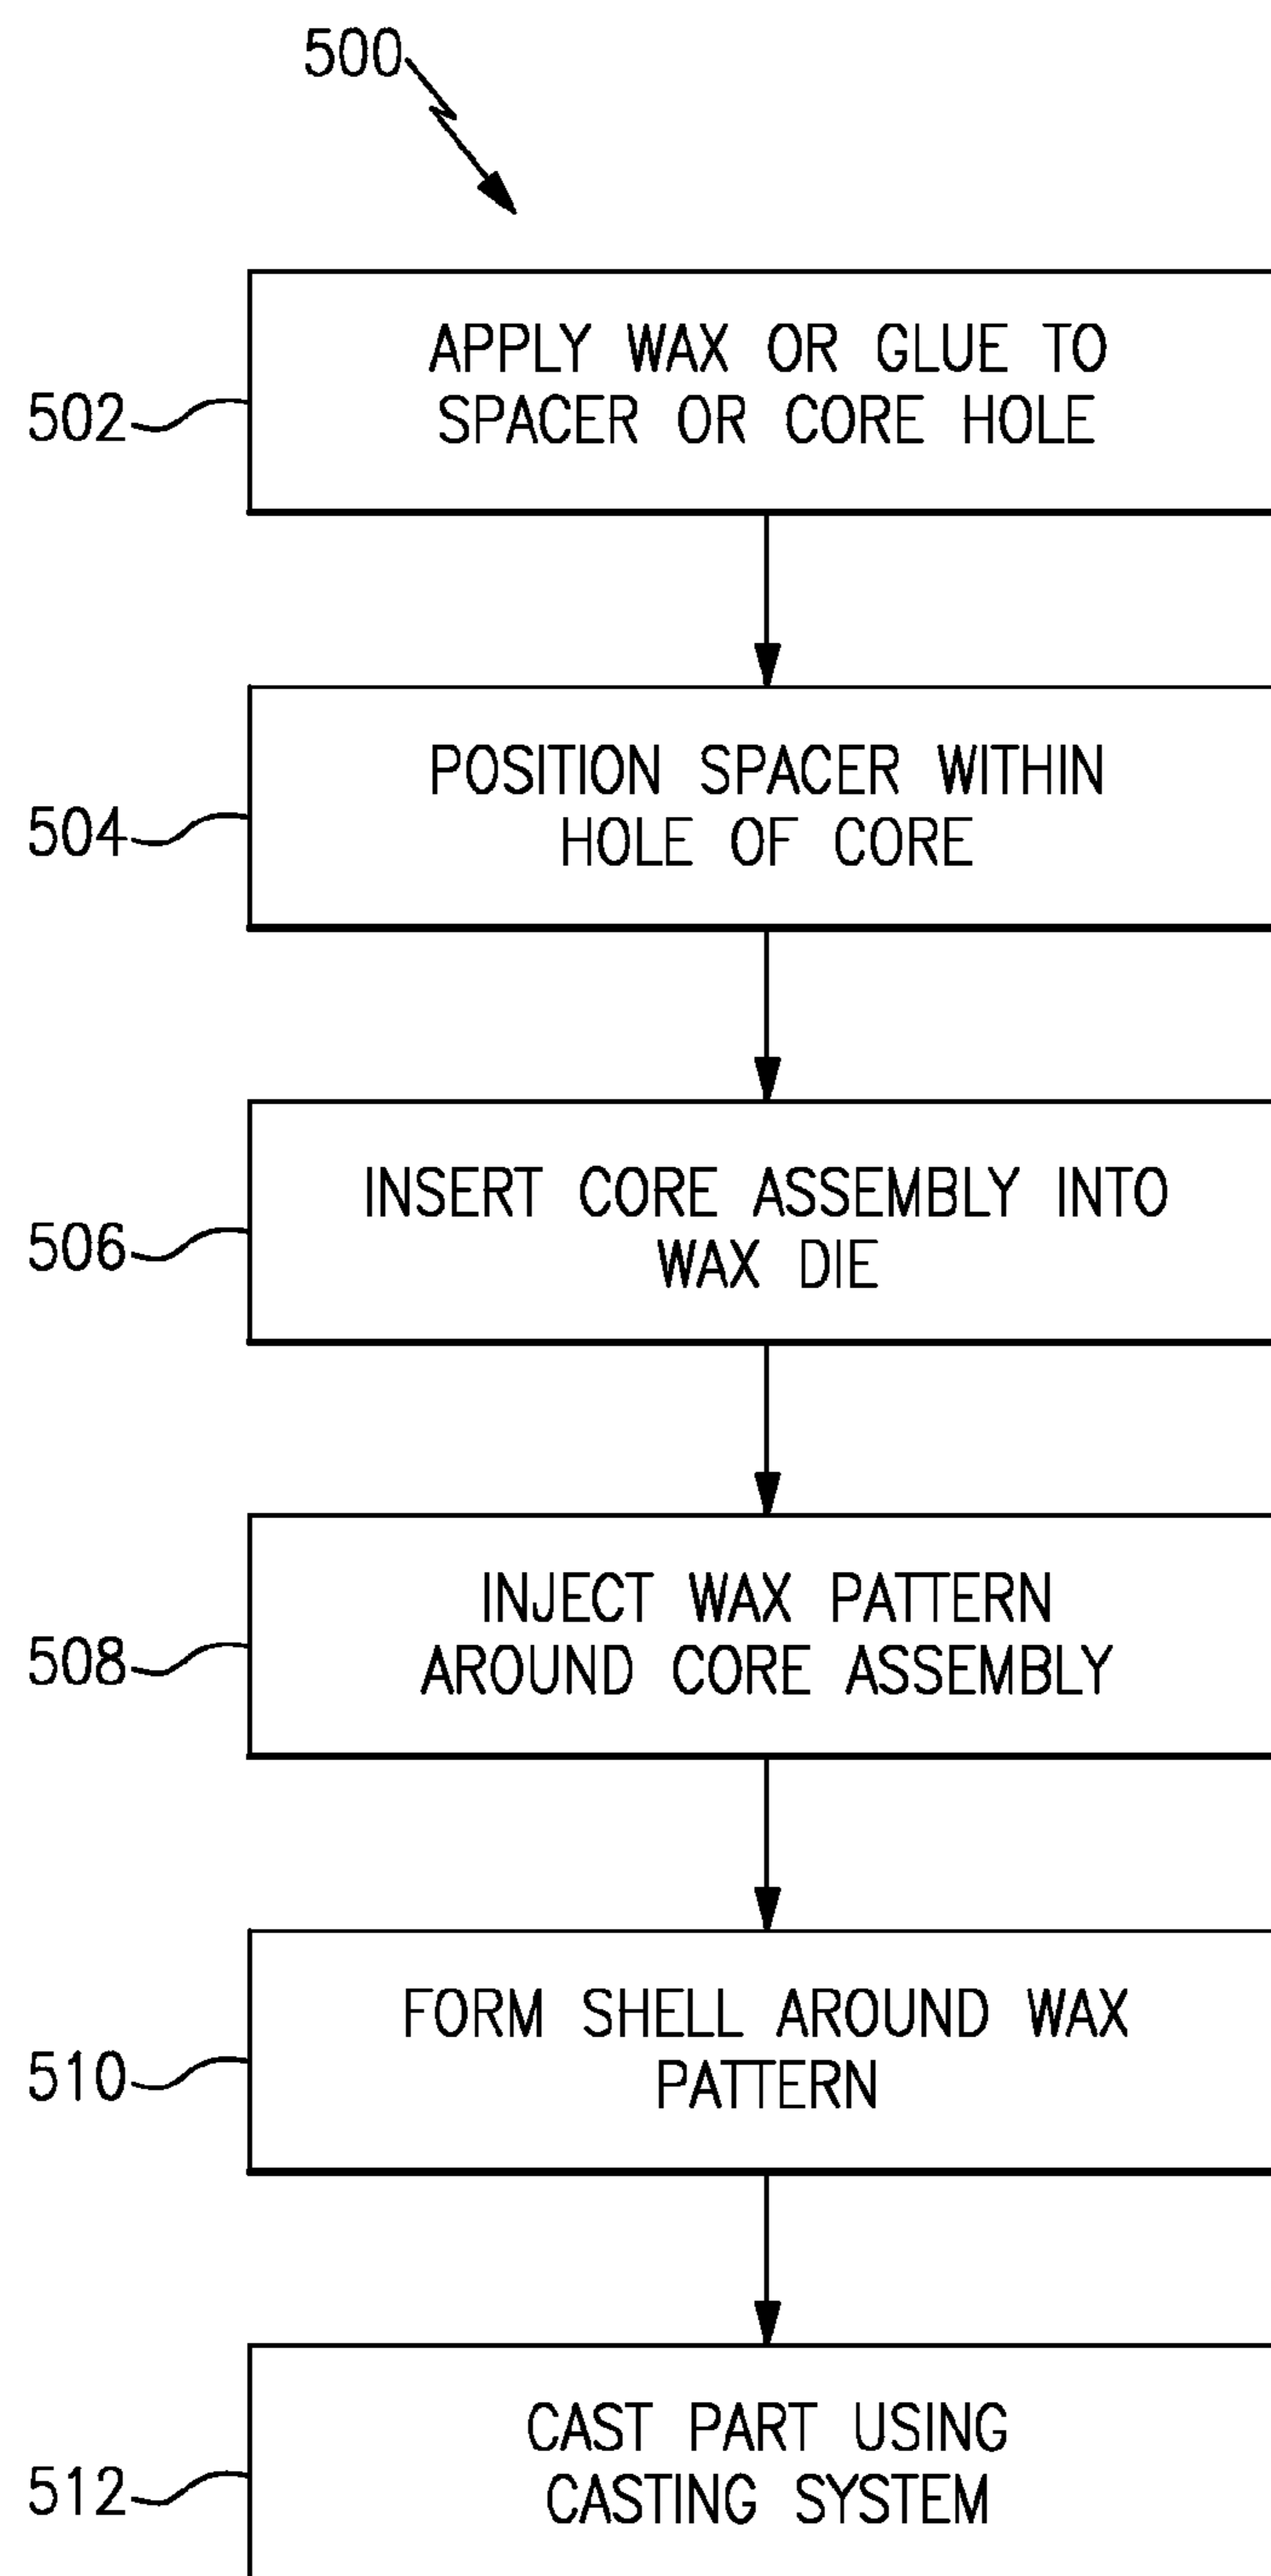 500
APPLY WAX OR GLUE TO
SPACER OR CORE HOLE
502
POSITION SPACER WITHIN
HOLE OF CORE
504
INSERT CORE ASSEMBLY INTO
WAX DIE
506
INJECT WAX PATTERN
AROUND CORE ASSEMBLY
508
FORM SHELL AROUND WAX
PATTERN
510
CAST PART USING
CASTING SYSTEM
512